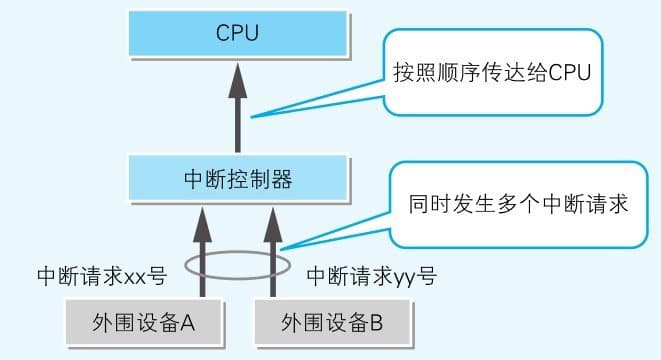 CPU
按照顺序传达给CPU
中断控制器
同时发生多个中断请求
中断请求xx号
中断请求yy号
外围设备A
外围设备B